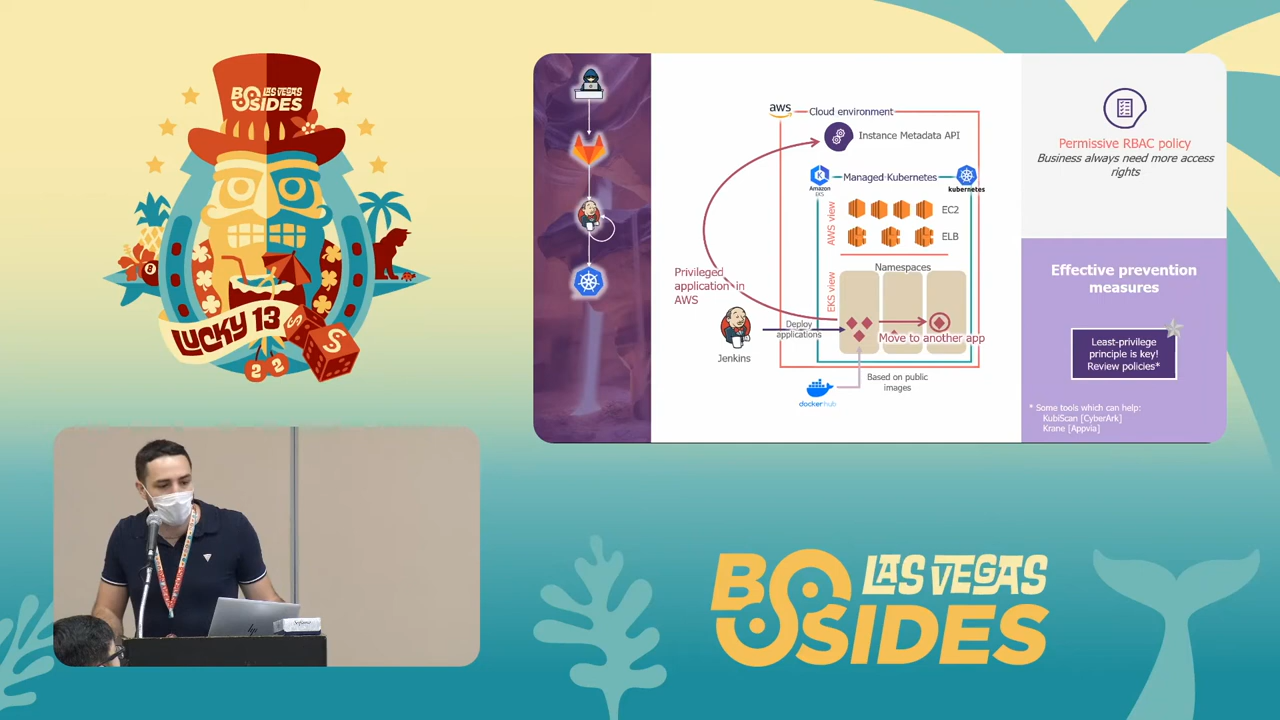 BSIDES LAS VEGAS
LUCKY 13
22
aws
Cloud environment
Instance Metadata API
Managed Kubernetes
Amazon
EKS
kubernetes
AWS view
EC2
ELB
EKS view
Namespaces
Privileged
application in
AWS
Deploy
applications
Move to another app
Jenkins
Based on public
images
docker hub
Permissive RBAC policy
Business always need more access
rights
Effective prevention
measures
Least-privilege
principle is key!
Review policies*
* Some tools which can help:
KubiScan [CyberArk]
Krane [Appvia]
hp
BSIDES LAS VEGAS